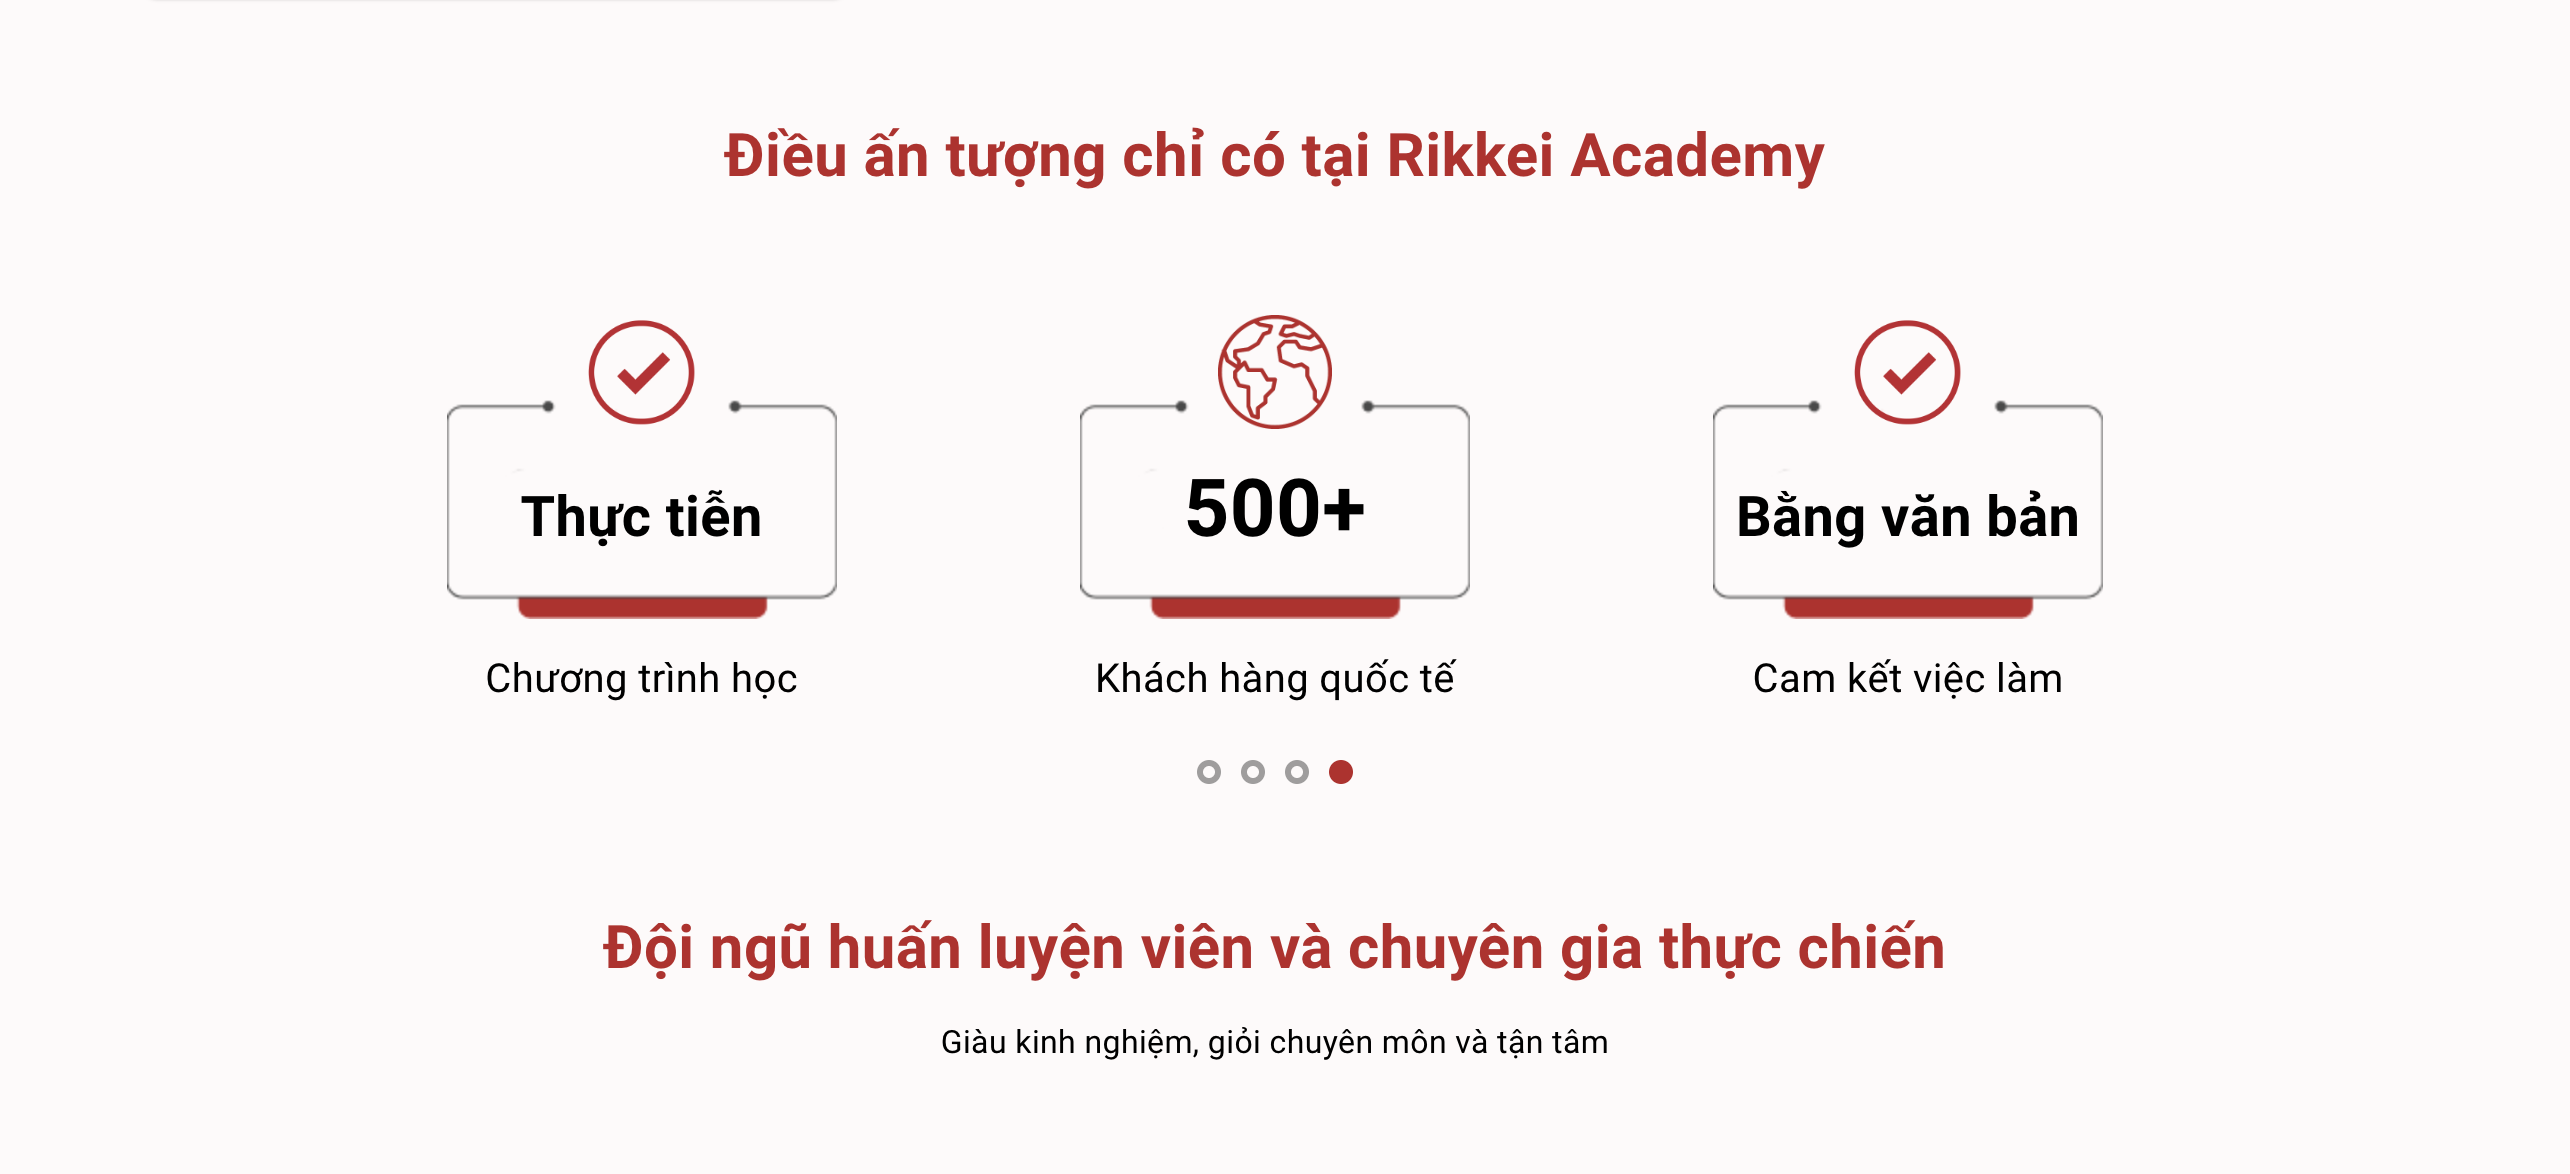 Điều ấn tượng chỉ có tại Rikkei Academy
Thực tiễn
500+
Bằng văn bản
Chương trình học
Khách hàng quốc tế
Cam kết việc làm
Đội ngũ huấn luyện viên và chuyên gia thực chiến
Giàu kinh nghiệm, giỏi chuyên môn và tận tâm